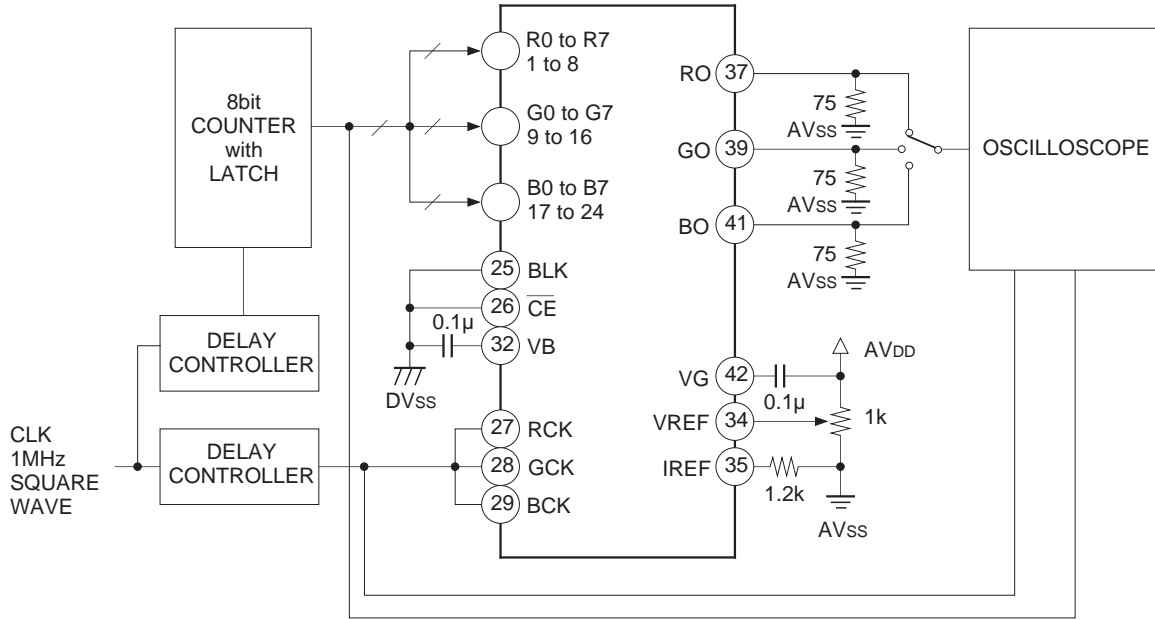 8bit
COUNTER
with
LATCH
DELAY
CONTROLLER
CLK
1MHz
SQUARE
WAVE
DELAY
CONTROLLER
R0 to R7
1 to 8
G0 to G7
9 to 16
B0 to B7
17 to 24
25 BLK
26 CE
0.1µ
32 VB
DVSS
27 RCK
28 GCK
29 BCK
RO 37
75
AVSS
GO 39
75
AVSS
BO 41
75
AVSS
OSCILLOSCOPE
AVDD
VG 42
0.1µ
VREF 34
1k
IREF 35
1.2k
AVSS